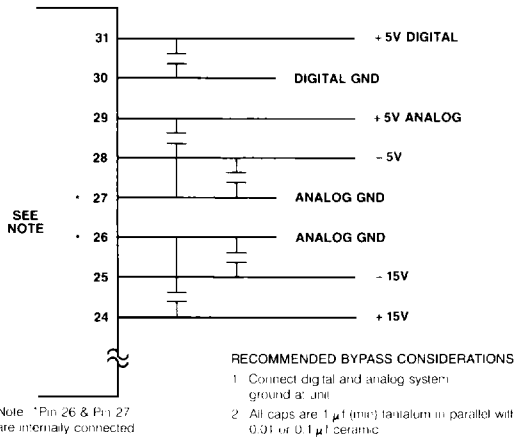 31 + 5V DIGITAL
30 DIGITAL GND
29 + 5V ANALOG
28 - 5V
27 ANALOG GND
*
SEE
NOTE
*
26 ANALOG GND
25 - 15V
24 + 15V
RECOMMENDED BYPASS CONSIDERATIONS
1 Connect digital and analog system
ground at unit
2 All caps are 1 µf (min) tantalum in parallel with
0.01 or 0.1 µf ceramic
Note *Pin 26 & Pin 27
are internally connected